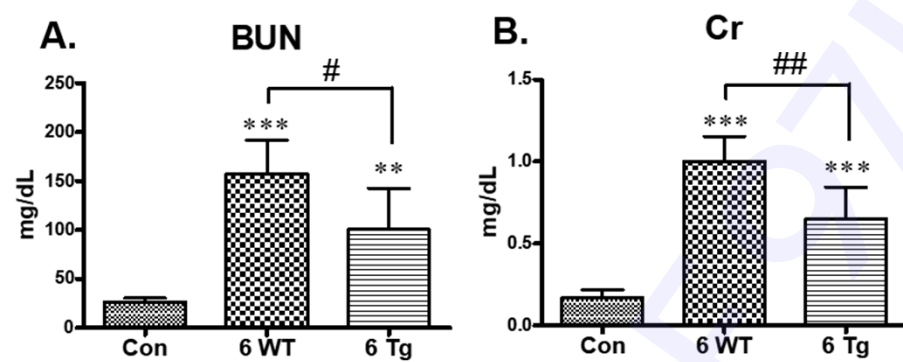 A.
BUN
#
250
200
150
100
50
0
mg/dL
***
**
Con
6 WT
6 Tg
B.
Cr
##
1.5
1.0
0.5
0.0
mg/dL
***
***
Con
6 WT
6 Tg